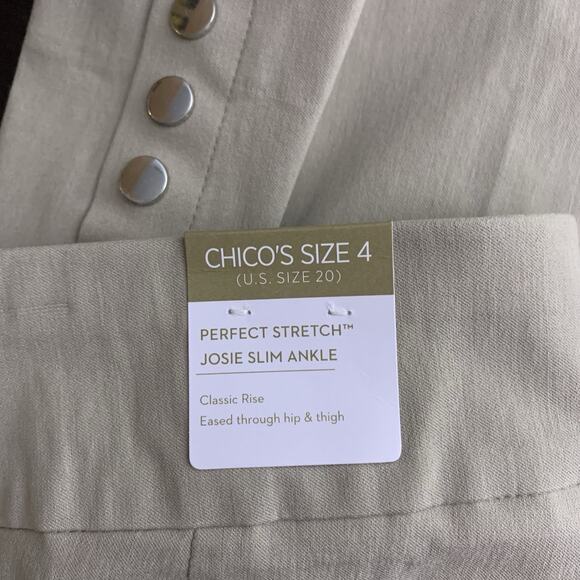 CHICO'S SIZE 4
(U.S. SIZE 20)
PERFECT STRETCH™
JOSIE SLIM ANKLE
Classic Rise
Eased through hip & thigh